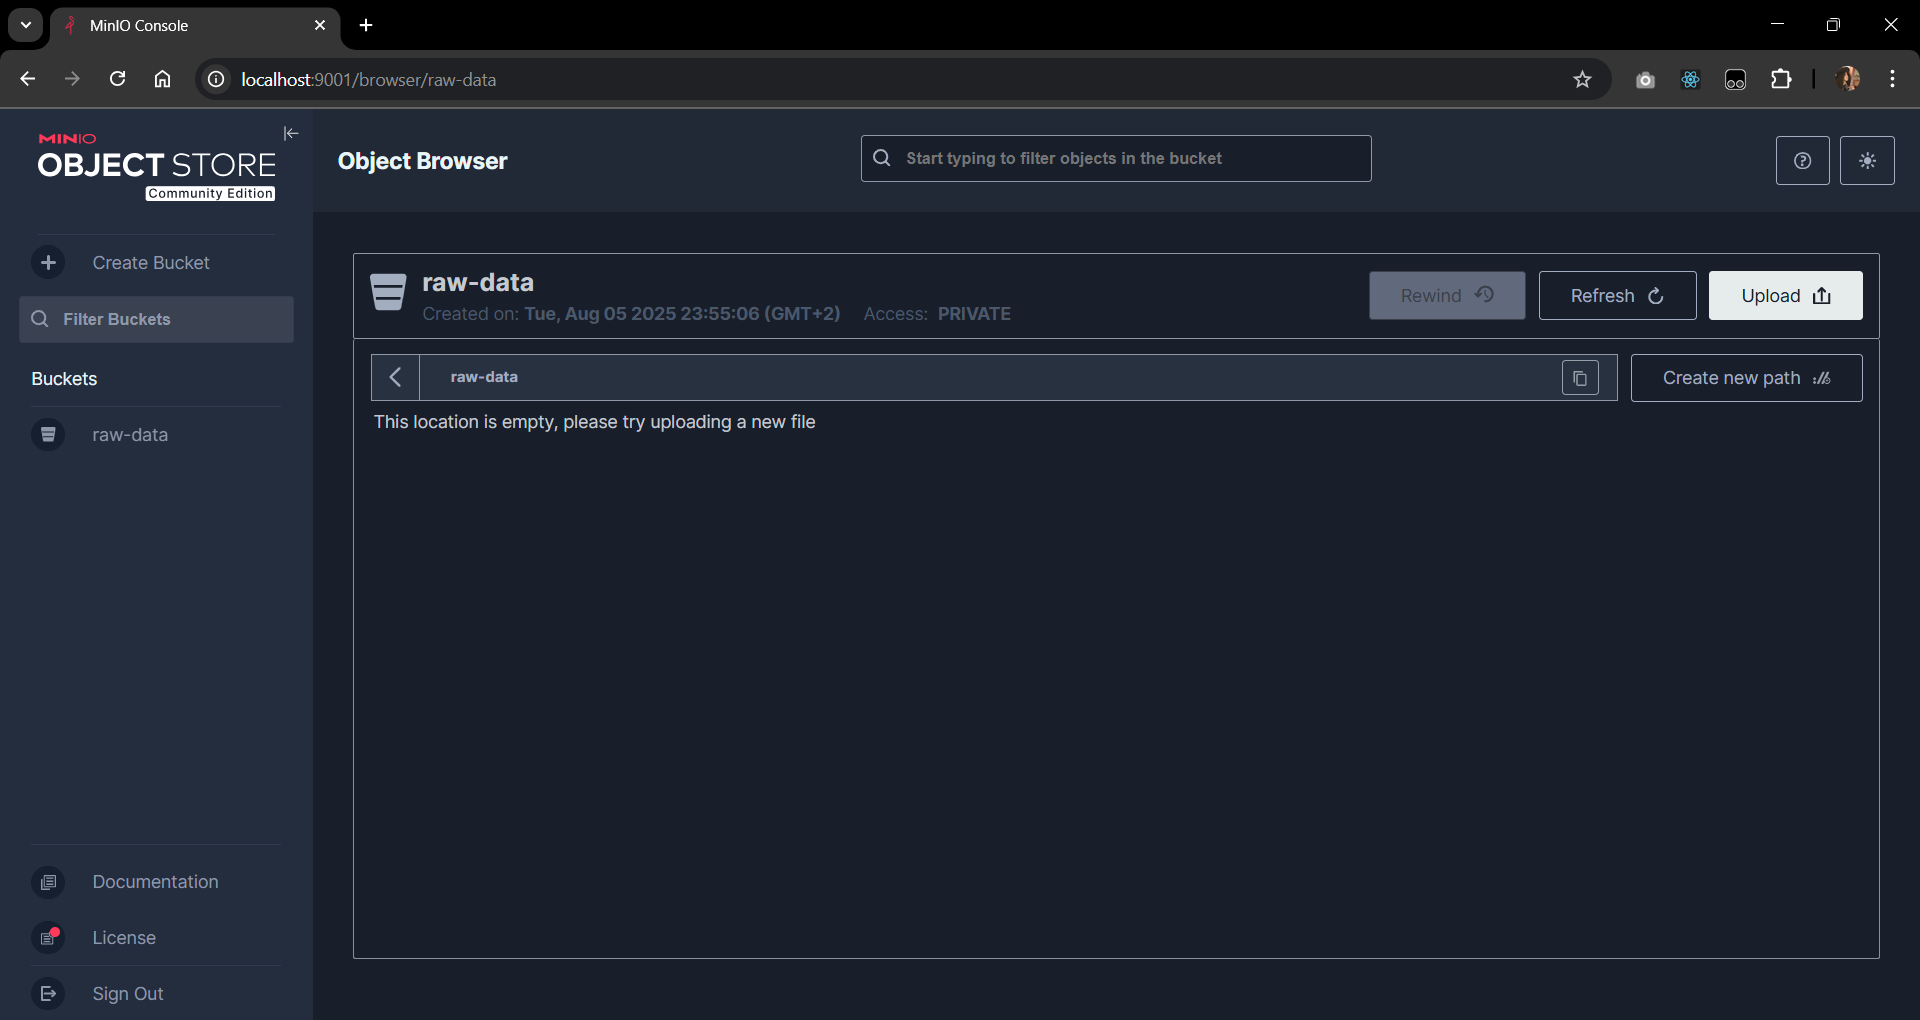 MinIO Console
localhost:9001/browser/raw-data
MINIO
OBJECT STORE
Community Edition
Create Bucket
Filter Buckets
Buckets
raw-data
Documentation
License
Sign Out
Object Browser
Start typing to filter objects in the bucket
raw-data
Created on: Tue, Aug 05 2025 23:55:06 (GMT+2) Access: PRIVATE
Rewind
Refresh
Upload
raw-data
Create new path
This location is empty, please try uploading a new file